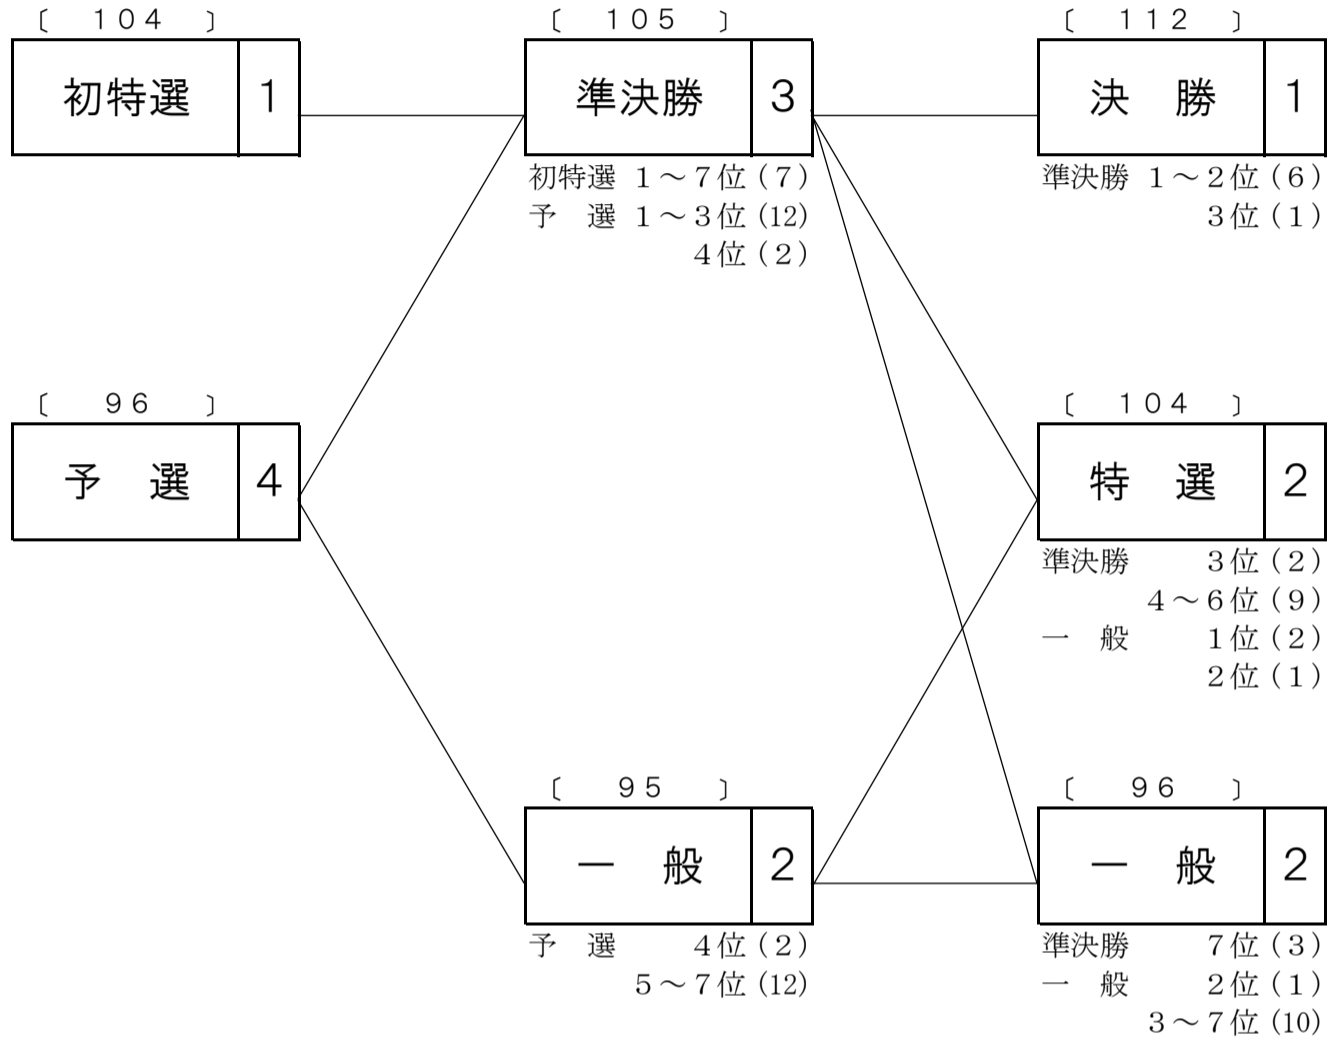 〔 104 〕
初特選 1
〔 105 〕
準決勝 3
初特選 1～7位(7)
予 選 1～3位(12)
4位(2)
〔 112 〕
決 勝 1
準決勝 1～2位(6)
3位(1)
〔 96 〕
予 選 4
〔 104 〕
特 選 2
準決勝 3位(2)
4～6位(9)
一 般 1位(2)
2位(1)
〔 95 〕
一 般 2
予 選 4位(2)
5～7位(12)
〔 96 〕
一 般 2
準決勝 7位(3)
一 般 2位(1)
3～7位(10)